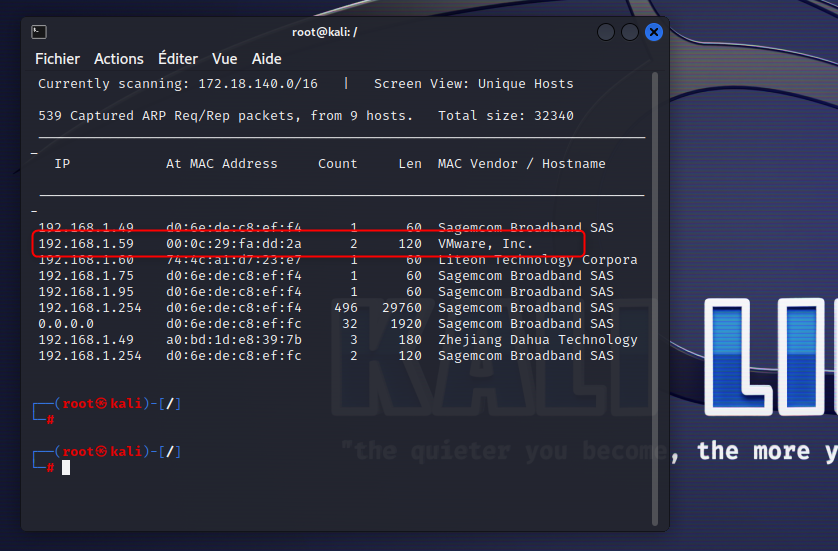 root@kali: /
Fichier Actions Éditer Vue Aide
Currently scanning: 172.18.140.0/16 | Screen View: Unique Hosts
539 Captured ARP Req/Rep packets, from 9 hosts. Total size: 32340
IP At MAC Address Count Len MAC Vendor / Hostname
192.168.1.49 d0:6e:de:c8:ef:f4 1 60 Sagemcom Broadband SAS
192.168.1.59 00:0c:29:fa:dd:2a 2 120 VMware, Inc.
192.168.1.60 74:4c:a1:d7:23:e7 1 60 Liteon Technology Corpora
192.168.1.75 d0:6e:de:c8:ef:f4 1 60 Sagemcom Broadband SAS
192.168.1.95 d0:6e:de:c8:ef:f4 1 60 Sagemcom Broadband SAS
192.168.1.254 d0:6e:de:c8:ef:f4 496 29760 Sagemcom Broadband SAS
0.0.0.0 d0:6e:de:c8:ef:fc 32 1920 Sagemcom Broadband SAS
192.168.1.49 a0:bd:1d:e8:39:7b 3 180 Zhejiang Dahua Technology
192.168.1.254 d0:6e:de:c8:ef:fc 2 120 Sagemcom Broadband SAS
KALI LI
┌──(root㉿kali)-[/]
└─#
┌──(root㉿kali)-[/]
└─#
"the quieter you become, the more y